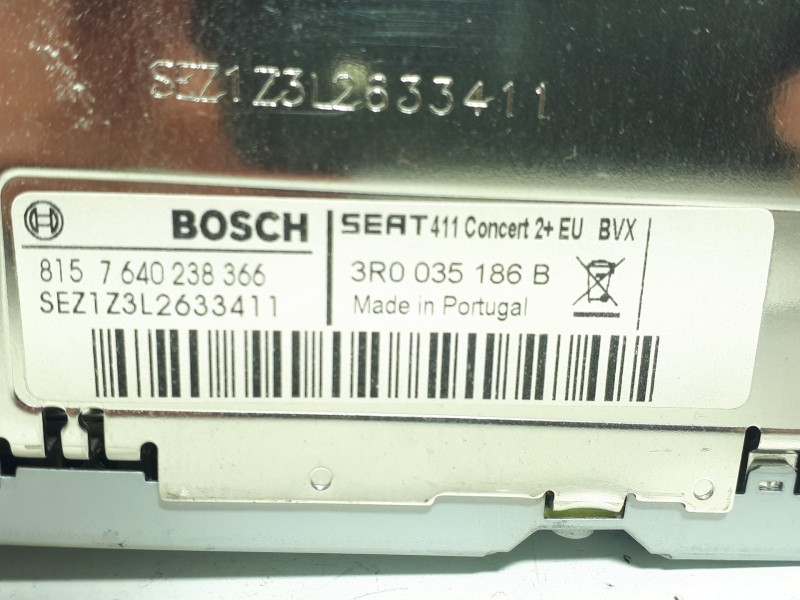 SEZ1Z3L2633411
BOSCH
SEAT 411 Concert 2+ EU BVX
815 7 640 238 366
3R0 035 186 B
SEZ1Z3L2633411
Made in Portugal